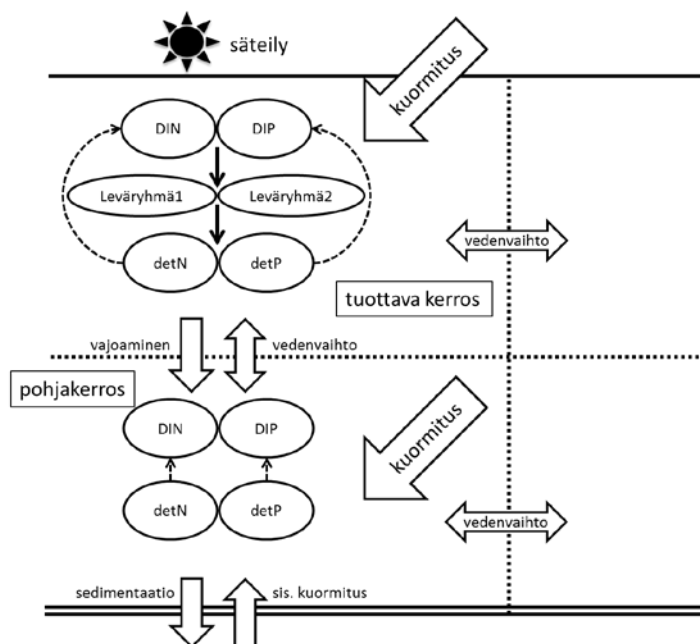 säteily
kuormitus
DIN DIP
Leväryhmä1 Leväryhmä2
vedenvaihto
detN detP
tuottava kerros
vajoaminen vedenvaihto
pohjakerros
kuormitus
DIN DIP
detN detP
vedenvaihto
sedimentaatio sis. kuormitus